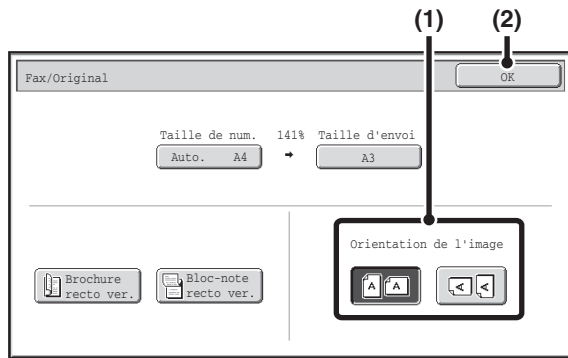 (1) (2)
Fax/Original OK
Taille de num. 141% Taille d'envoi
Auto. A4 → A3
Orientation de l'image
Brochure Bloc-note
recto ver. recto ver.
A A A A